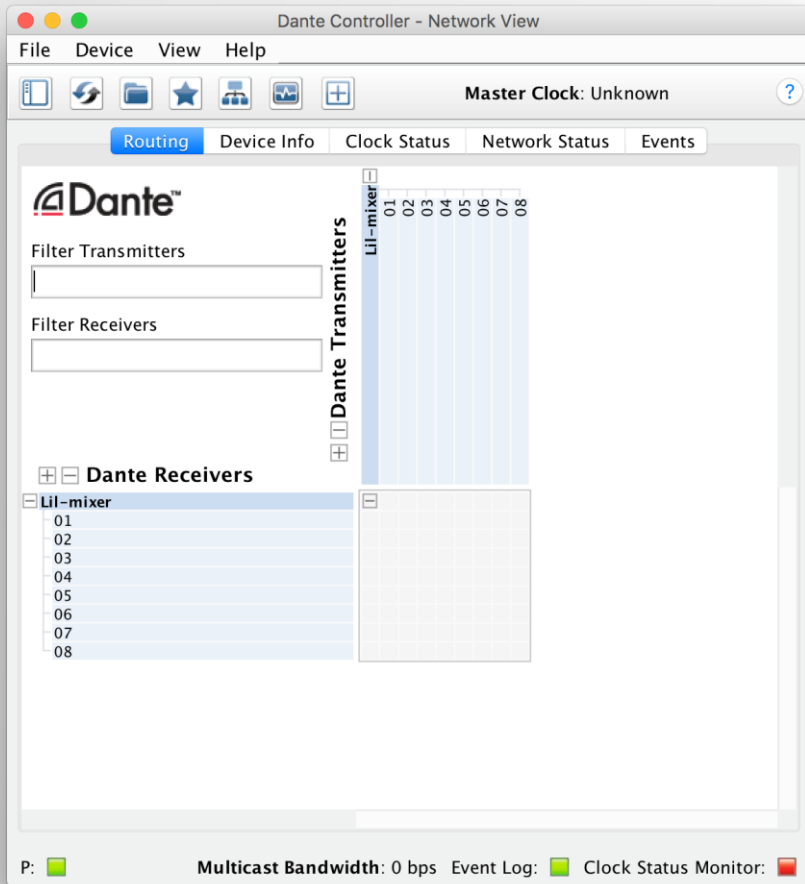 Dante Controller - Network View
File Device View Help
Master Clock: Unknown
?
Routing Device Info Clock Status Network Status Events
Dante™
Filter Transmitters
Filter Receivers
Dante Transmitters
Lil-mixer
01
02
03
04
05
06
07
08
Dante Receivers
Lil-mixer
01
02
03
04
05
06
07
08
P: Multicast Bandwidth: 0 bps Event Log: Clock Status Monitor: